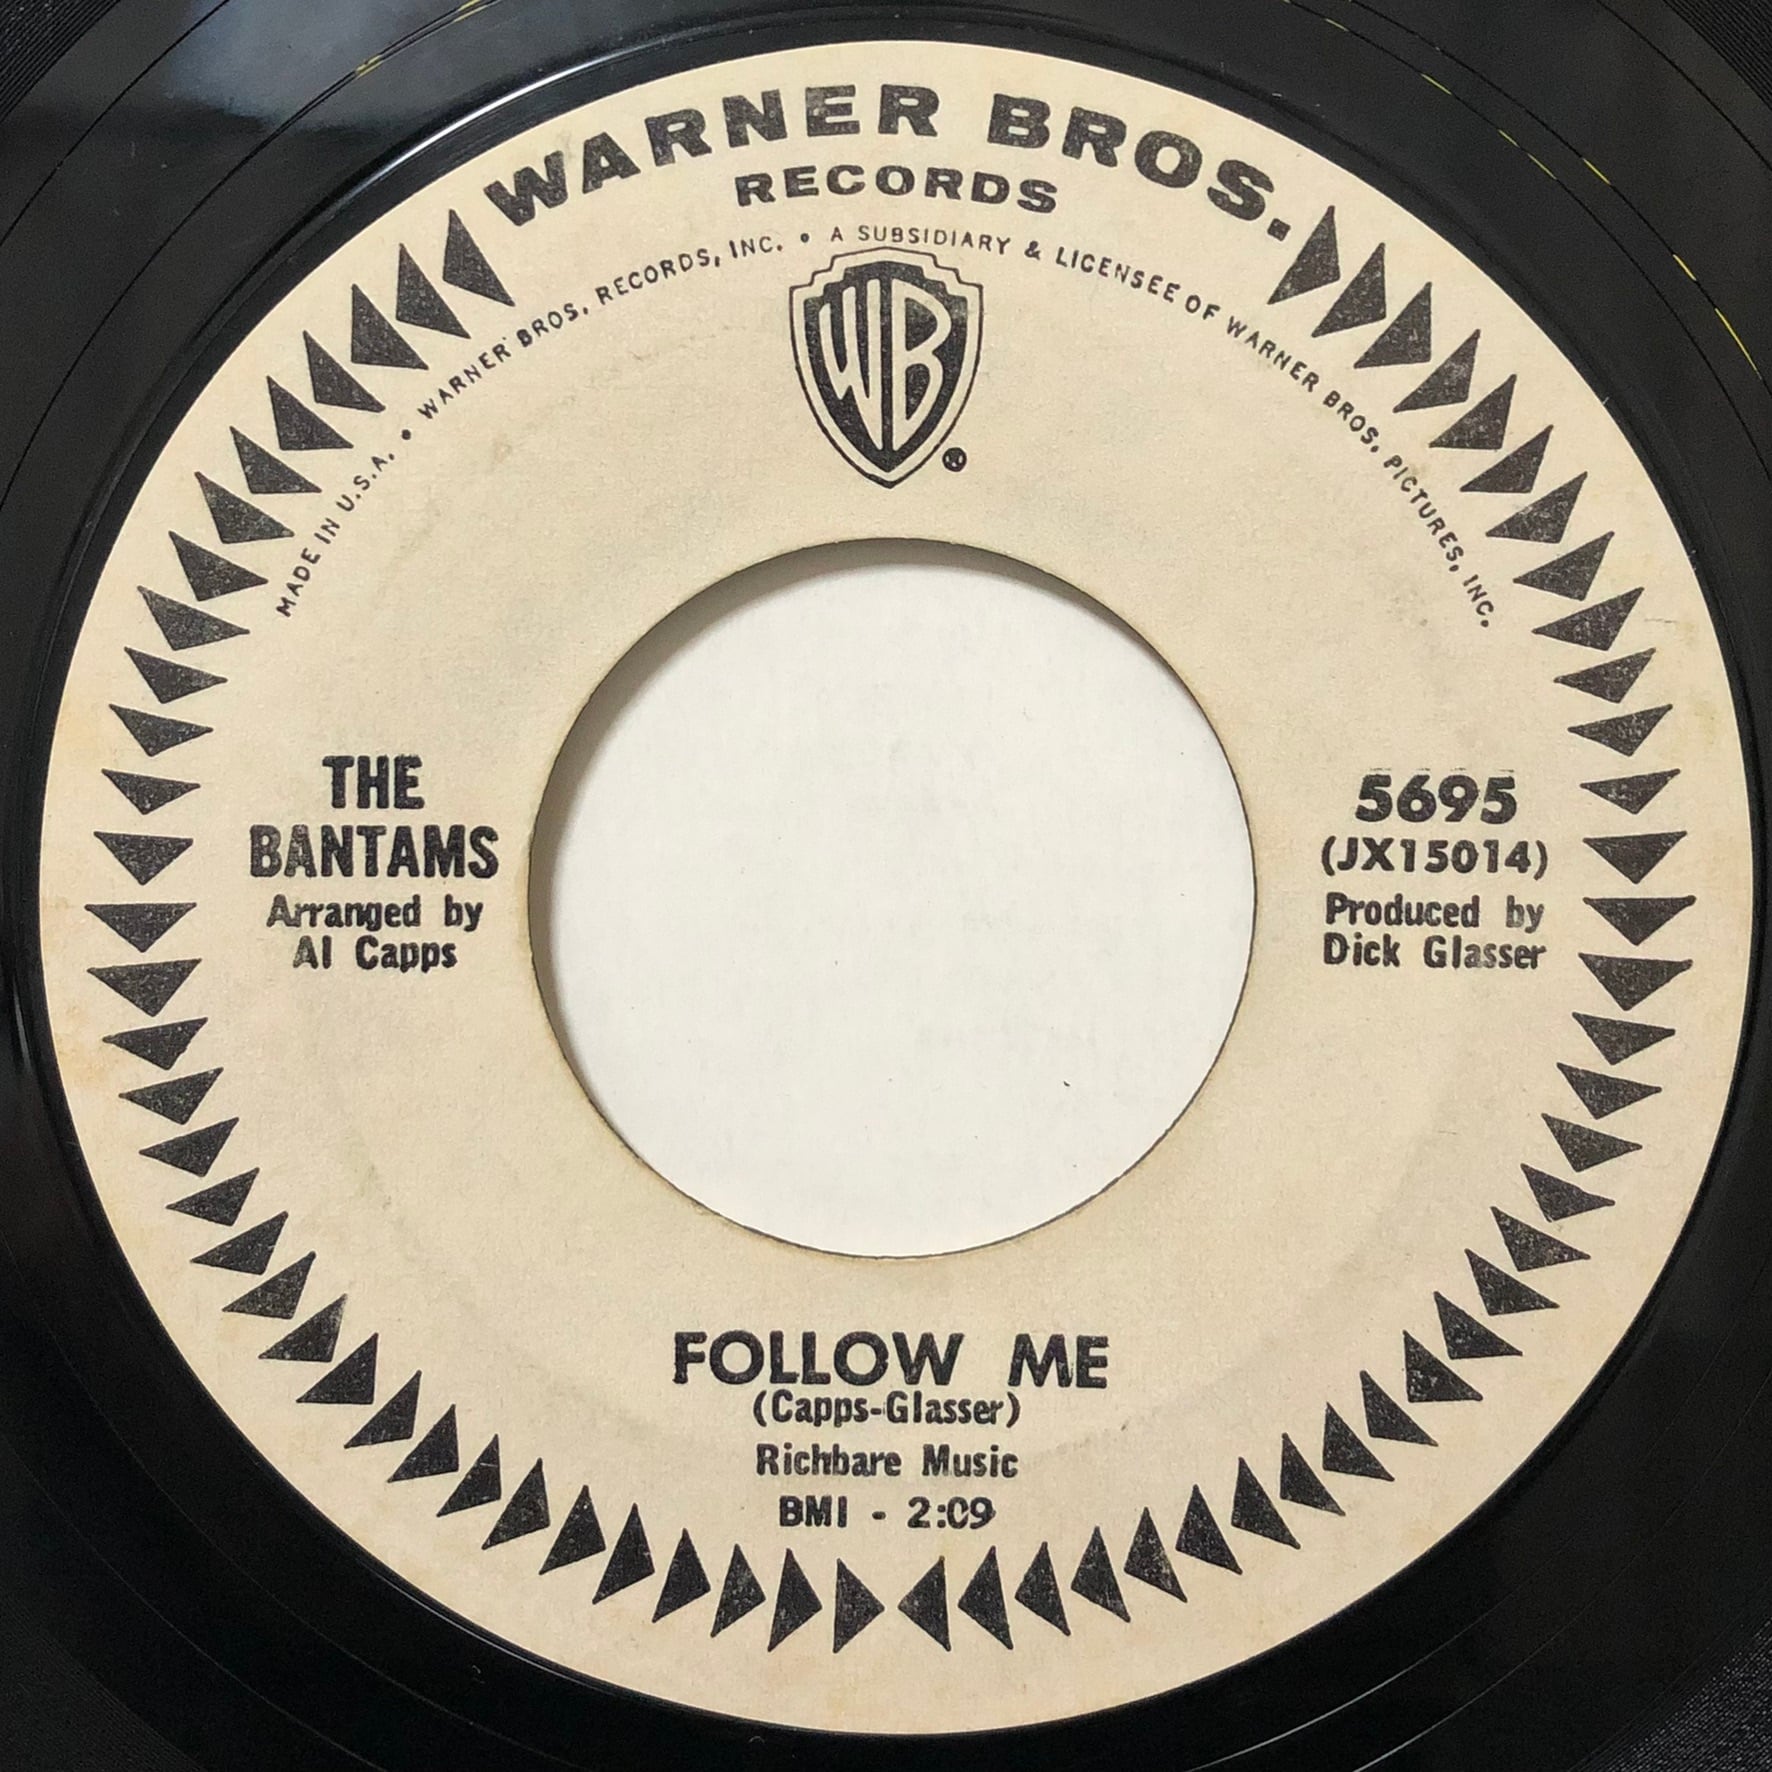 WARNER BROS.
RECORDS
MADE IN U.S.A. • WARNER BROS. RECORDS, INC. • A SUBSIDIARY & LICENSEE OF WARNER BROS. PICTURES, INC.
WB
®
THE
BANTAMS
Arranged by
Al Capps
5695
(JX15014)
Produced by
Dick Glasser
FOLLOW ME
(Capps-Glasser)
Richbare Music
BMI - 2:09